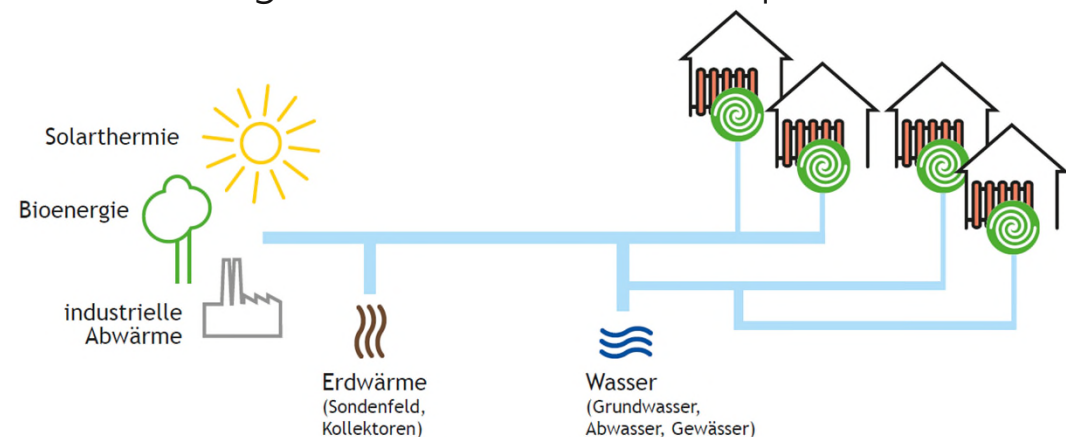 Solarthermie
Bioenergie
industrielle
Abwärme
Erdwärme
(Sondenfeld,
Kollektoren)
Wasser
(Grundwasser,
Abwasser, Gewässer)